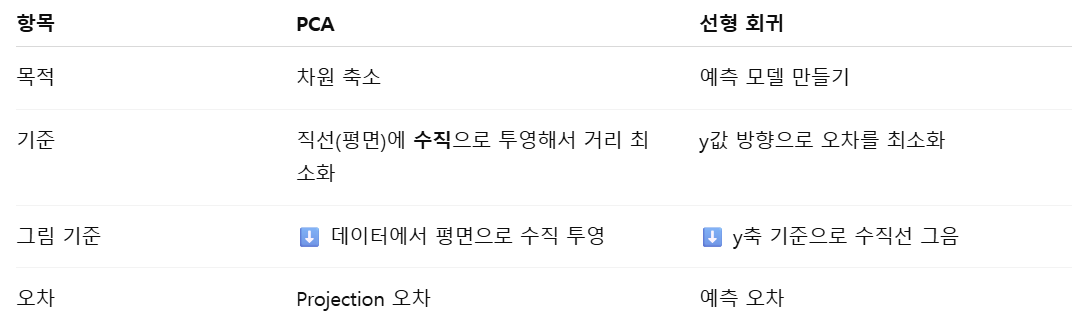 항목 PCA 선형 회귀
목적 차원 축소 예측 모델 만들기
기준 직선(평면)에 수직으로 투영해서 거리 최 y값 방향으로 오차를 최소화
소화
그림 기준 ⬇️ 데이터에서 평면으로 수직 투영 ⬇️ y축 기준으로 수직선 그음
오차 Projection 오차 예측 오차